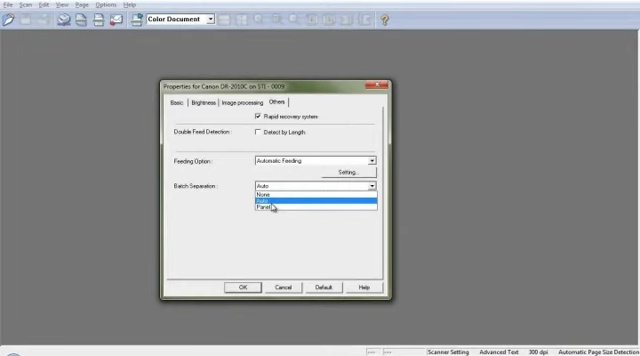 File Scan Edit View Page Options Help
Color Document
Properties for Canon DR-2010C on STI - 0009
Basic Brightness Image processing Others
Rapid recovery system
Double Feed Detection : Detect by Length
Feeding Option : Automatic Feeding
Setting...
Batch Separation : Auto
None
Auto
Panel
OK Cancel Default Help
Scanner Setting Advanced Text 300 dpi Automatic Page Size Detection